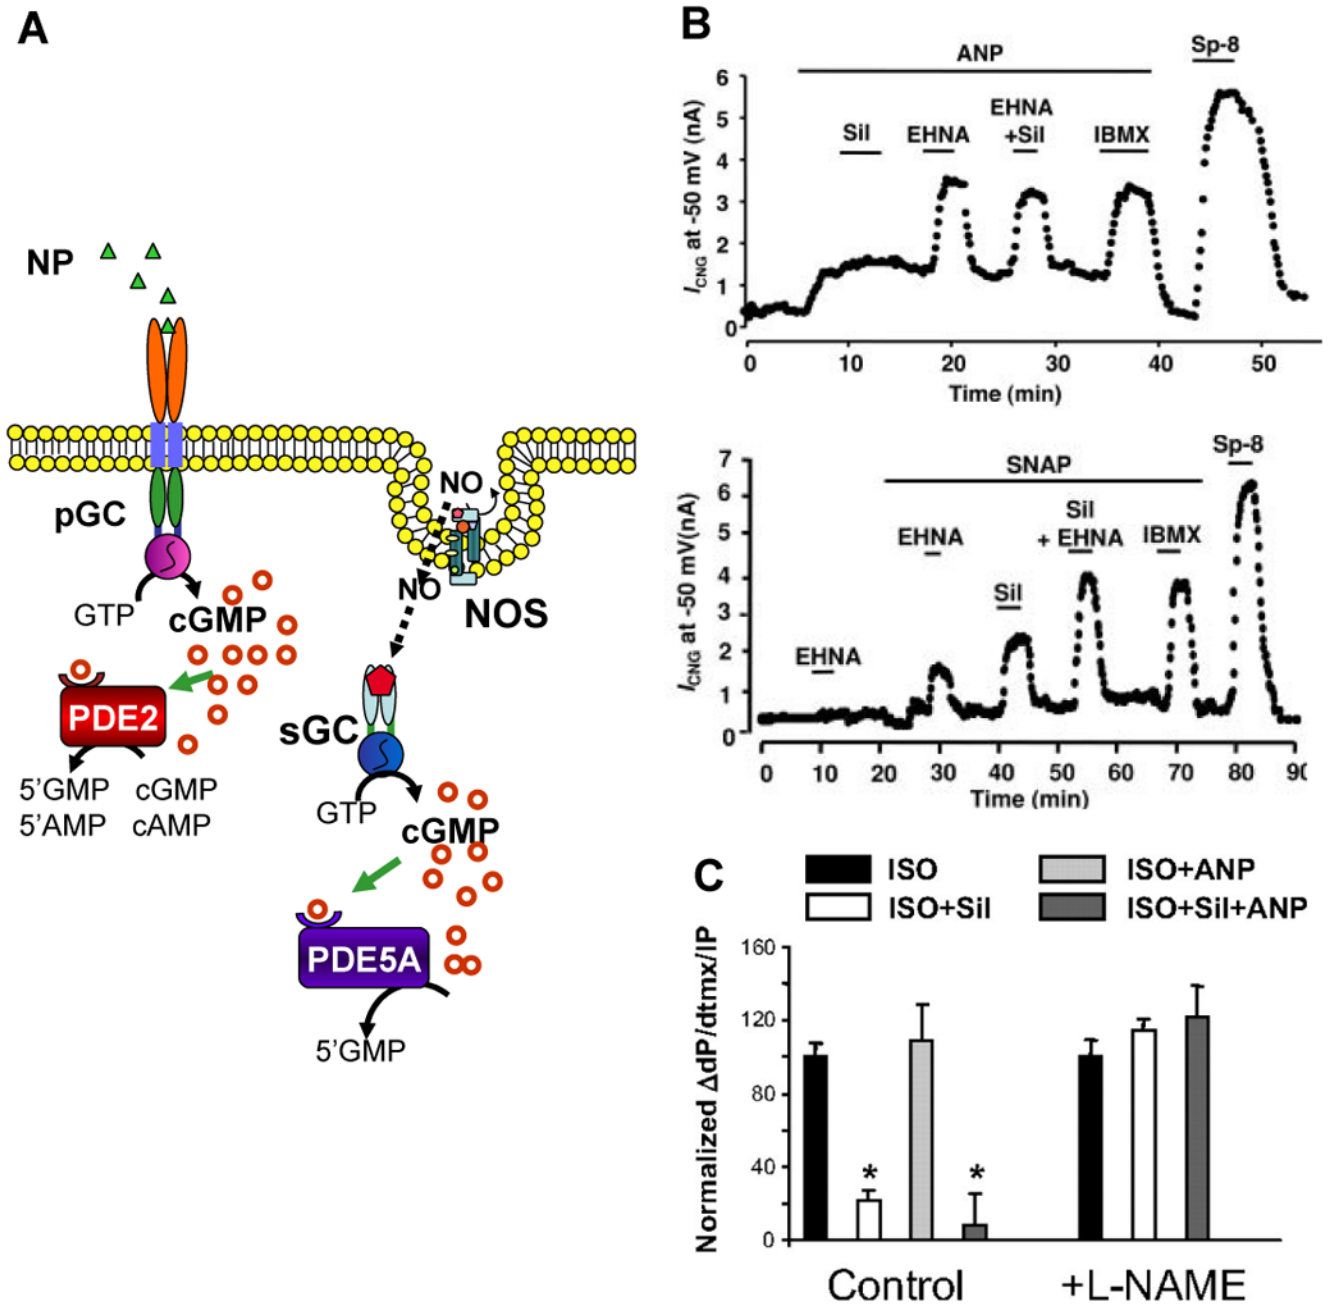 A
NP
pGC
GTP
cGMP
PDE2
5'GMP cGMP
5'AMP cAMP
NO
NO
NOS
sGC
GTP
cGMP
PDE5A
5'GMP
B
ANP
Sp-8
Sil
EHNA
EHNA
+Sil
IBMX
I CNG at -50 mV (nA)
6
5
4
3
2
1
0
0 10 20 30 40 50
Time (min)
SNAP
Sp-8
EHNA
EHNA
Sil
Sil
+ EHNA
IBMX
I CNG at -50 mV(nA)
7
6
5
4
3
2
1
0
0 10 20 30 40 50 60 70 80 90
Time (min)
C
ISO
ISO+Sil
ISO+ANP
ISO+Sil+ANP
Normalized ΔdP/dtmx/IP
160
120
80
40
0
*
*
Control
+L-NAME